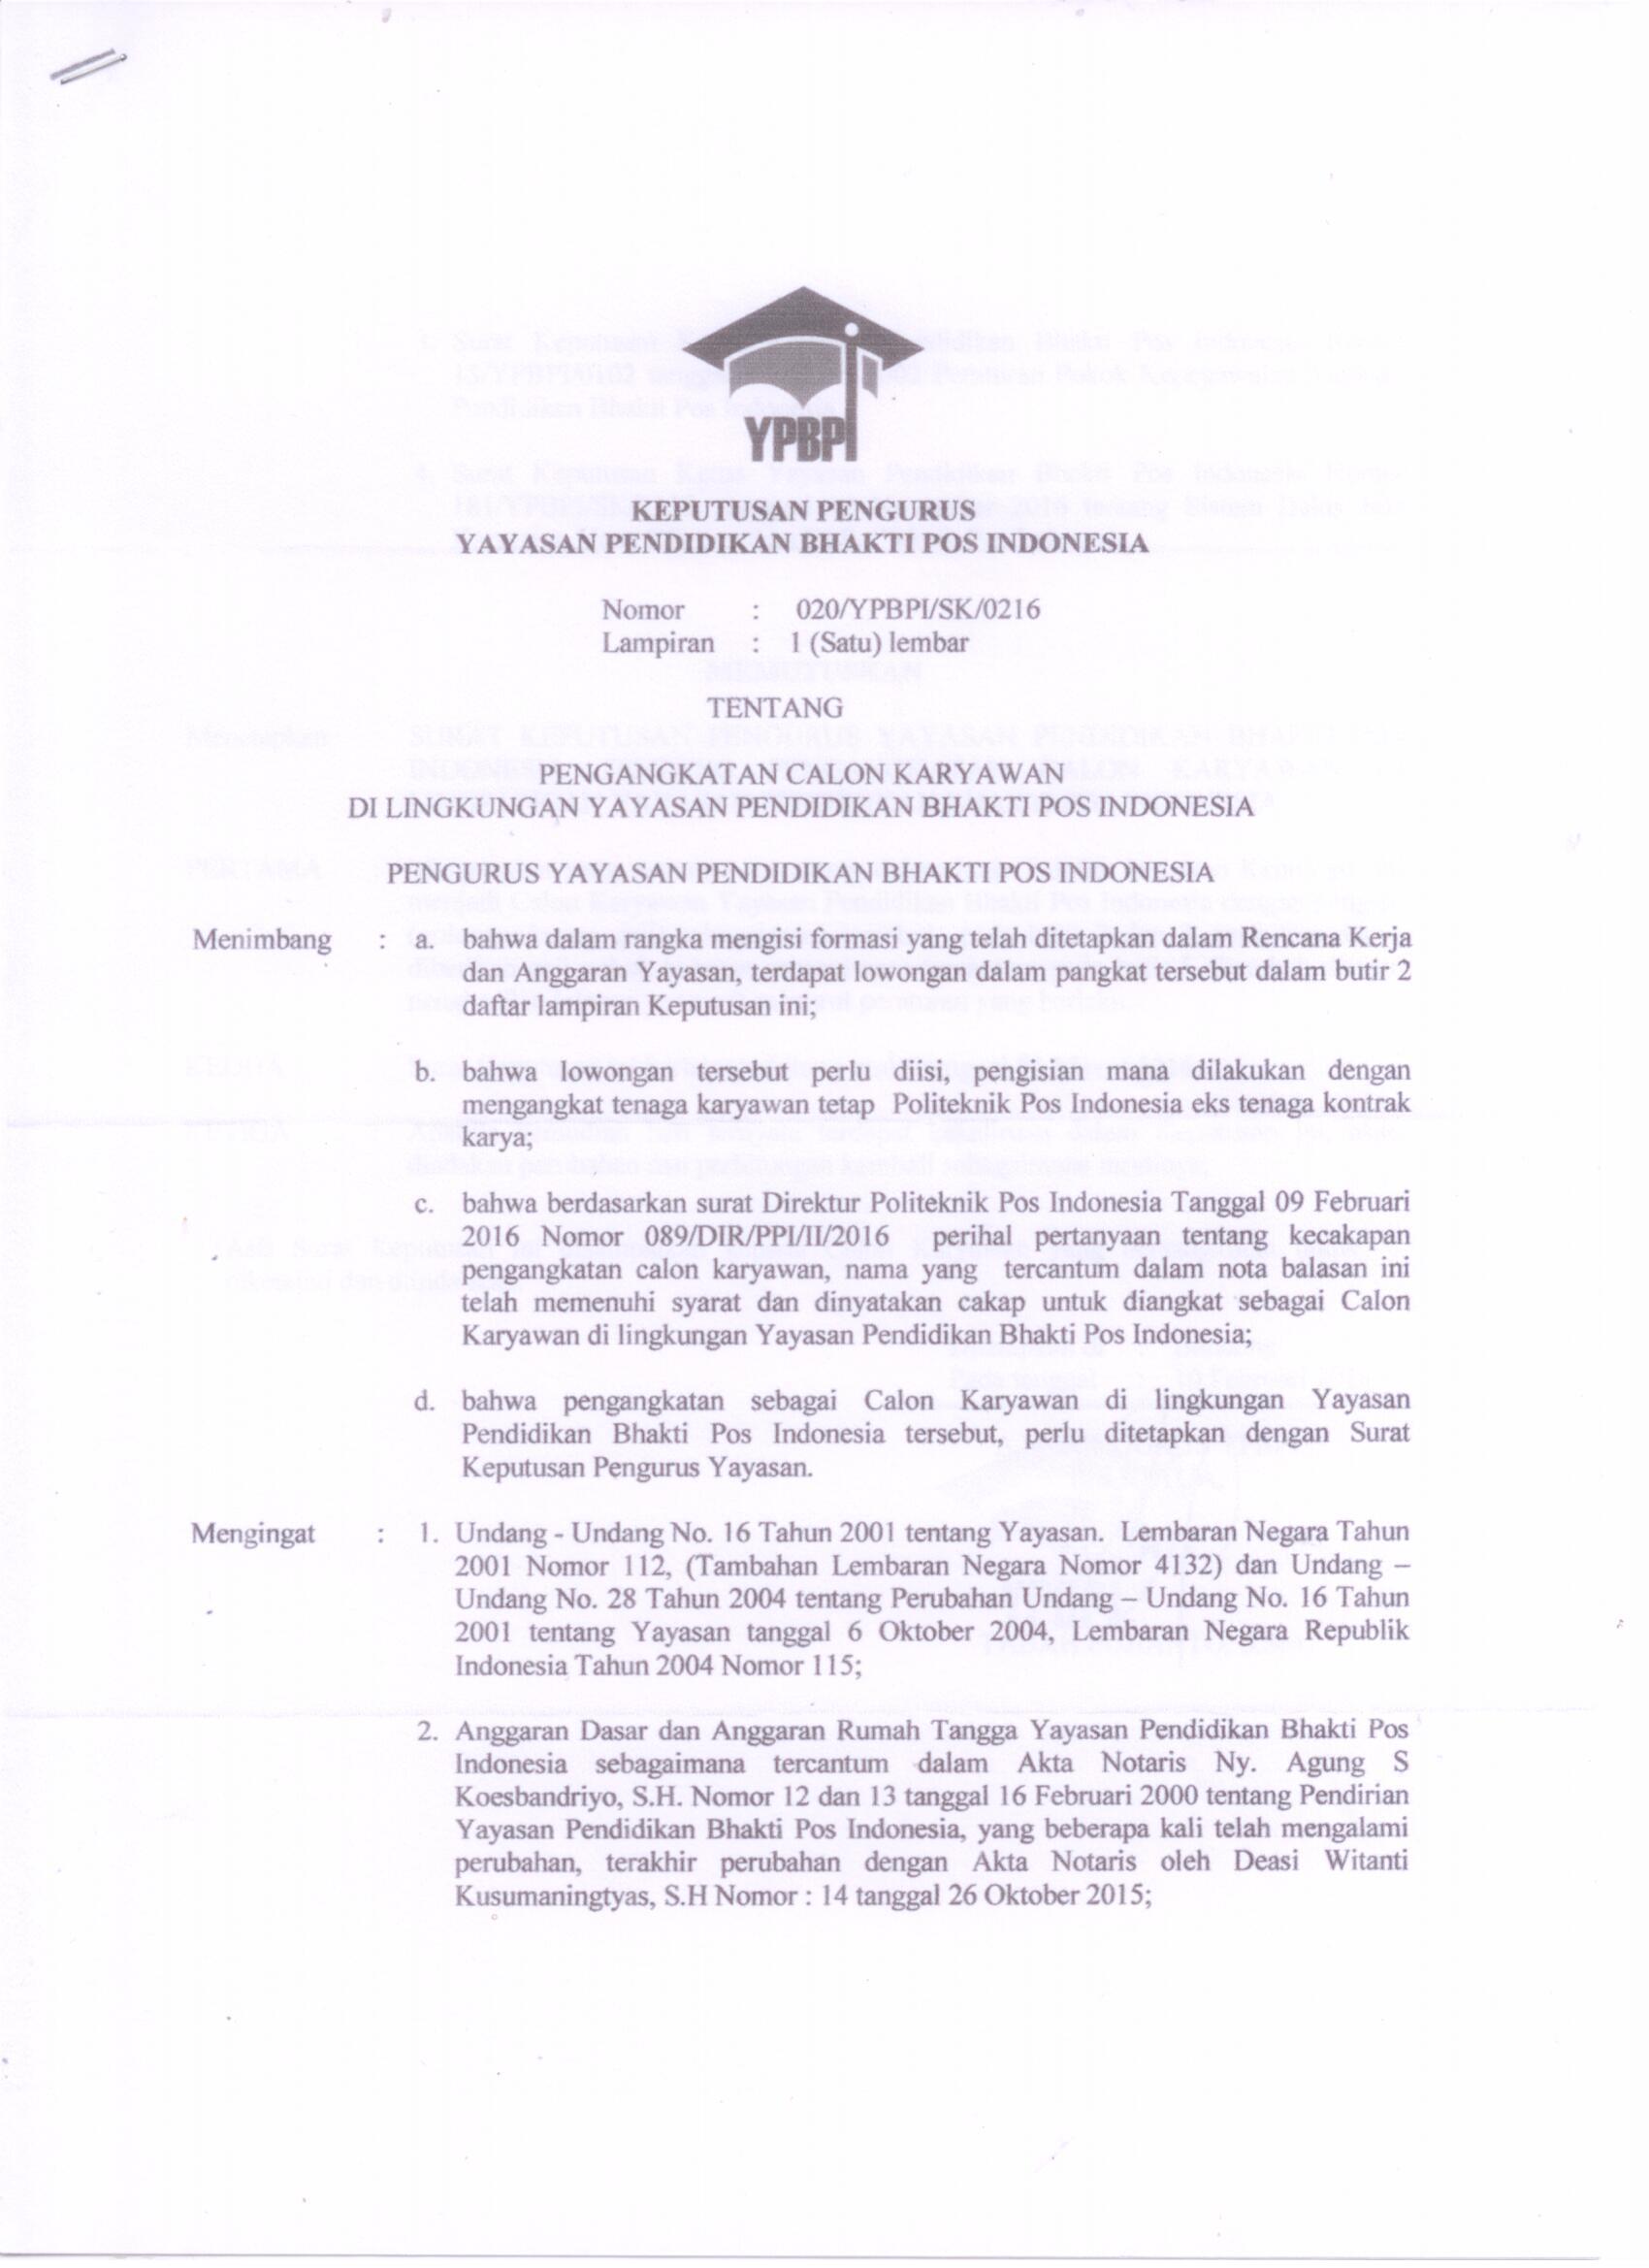 YPBPI
KEPUTUSAN PENGURUS
YAYASAN PENDIDIKAN BHAKTI POS INDONESIA
Nomor : 020/YPBPI/SK/0216
Lampiran : 1 (Satu) lembar
TENTANG
PENGANGKATAN CALON KARYAWAN
DI LINGKUNGAN YAYASAN PENDIDIKAN BHAKTI POS INDONESIA
PENGURUS YAYASAN PENDIDIKAN BHAKTI POS INDONESIA
Menimbang : a. bahwa dalam rangka mengisi formasi yang telah ditetapkan dalam Rencana Kerja
dan Anggaran Yayasan, terdapat lowongan dalam pangkat tersebut dalam butir 2
daftar lampiran Keputusan ini;
b. bahwa lowongan tersebut perlu diisi, pengisian mana dilakukan dengan
mengangkat tenaga karyawan tetap Politeknik Pos Indonesia eks tenaga kontrak
karya;
c. bahwa berdasarkan surat Direktur Politeknik Pos Indonesia Tanggal 09 Februari
2016 Nomor 089/DIR/PPI/II/2016 perihal pertanyaan tentang kecakapan
pengangkatan calon karyawan, nama yang tercantum dalam nota balasan ini
telah memenuhi syarat dan dinyatakan cakap untuk diangkat sebagai Calon
Karyawan di lingkungan Yayasan Pendidikan Bhakti Pos Indonesia;
d. bahwa pengangkatan sebagai Calon Karyawan di lingkungan Yayasan
Pendidikan Bhakti Pos Indonesia tersebut, perlu ditetapkan dengan Surat
Keputusan Pengurus Yayasan.
Mengingat : 1. Undang - Undang No. 16 Tahun 2001 tentang Yayasan. Lembaran Negara Tahun
2001 Nomor 112, (Tambahan Lembaran Negara Nomor 4132) dan Undang –
Undang No. 28 Tahun 2004 tentang Perubahan Undang – Undang No. 16 Tahun
2001 tentang Yayasan tanggal 6 Oktober 2004, Lembaran Negara Republik
Indonesia Tahun 2004 Nomor 115;
2. Anggaran Dasar dan Anggaran Rumah Tangga Yayasan Pendidikan Bhakti Pos
Indonesia sebagaimana tercantum dalam Akta Notaris Ny. Agung S
Koesbandriyo, S.H. Nomor 12 dan 13 tanggal 16 Februari 2000 tentang Pendirian
Yayasan Pendidikan Bhakti Pos Indonesia, yang beberapa kali telah mengalami
perubahan, terakhir perubahan dengan Akta Notaris oleh Deasi Witanti
Kusumaningtyas, S.H Nomor : 14 tanggal 26 Oktober 2015;